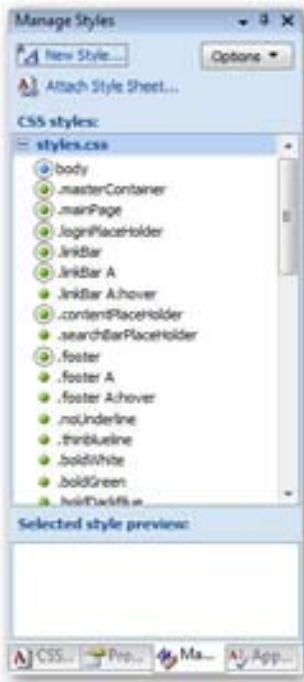 Manage Styles
New Style...
Options
Attach Style Sheet...
CSS styles:
styles.css
body
.masterContainer
.mainPage
.loginPlaceHolder
.linkBar
.linkBar A
.linkBar A:hover
.contentPlaceHolder
.searchBarPlaceHolder
.footer
.footer A
.footer A:hover
.noUnderline
.thinblueline
.boldWhite
.boldGreen
.boldDarkBlue
Selected style preview:
CSS... Pro... Ma... App...